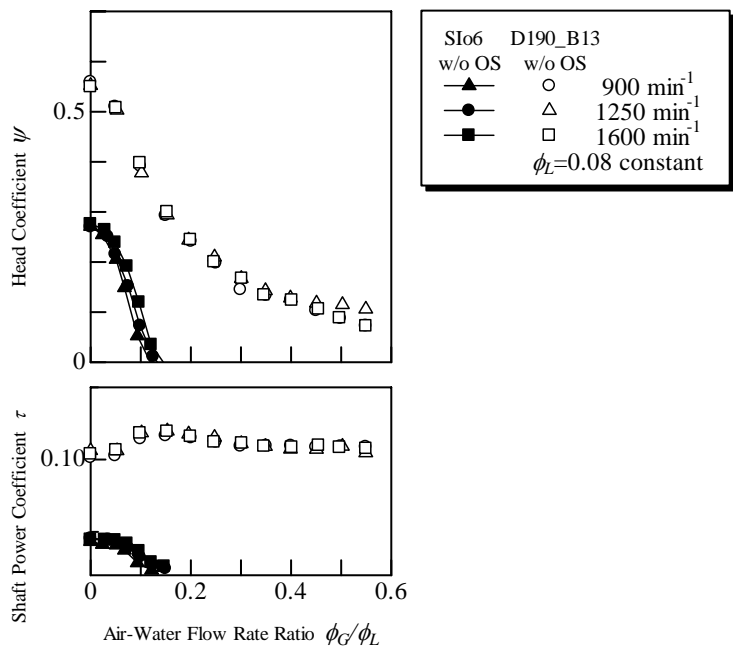 SIo6 D190_B13
w/o OS w/o OS
900 min-1
1250 min-1
1600 min-1
ϕL=0.08 constant
Head Coefficient ψ
0.5
0
Shaft Power Coefficient τ
0.10
0 0.2 0.4 0.6
Air-Water Flow Rate Ratio ϕG/ϕL